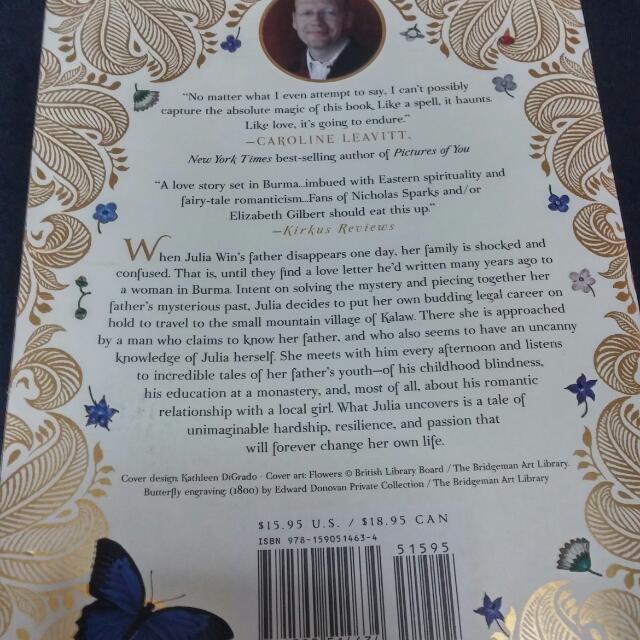 "No matter what I even attempt to say, I can't possibly
capture the absolute magic of this book. Like a spell, it haunts.
Like love, it's going to endure."
—CAROLINE LEAVITT,
New York Times best-selling author of Pictures of You
"A love story set in Burma...imbued with Eastern spirituality and
fairy-tale romanticism...Fans of Nicholas Sparks and/or
Elizabeth Gilbert should eat this up."
—Kirkus Reviews
When Julia Win's father disappears one day, her family is shocked and
confused. That is, until they find a love letter he'd written many years ago to
a woman in Burma. Intent on solving the mystery and piecing together her
father's mysterious past, Julia decides to put her own budding legal career on
hold to travel to the small mountain village of Kalaw. There she is approached
by a man who claims to know her father, and who also seems to have an uncanny
knowledge of Julia herself. She meets with him every afternoon and listens
to incredible tales of her father's youth—of his childhood blindness,
his education at a monastery, and, most of all, about his romantic
relationship with a local girl. What Julia uncovers is a tale of
unimaginable hardship, resilience, and passion that
will forever change her own life.
Cover design: Kathleen DiGrado · Cover art: Flowers: © British Library Board / The Bridgeman Art Library.
Butterfly engraving (1800) by Edward Donovan Private Collection / The Bridgeman Art Library
$15.95 U.S. / $18.95 CAN
ISBN 978-159051463-4
51595